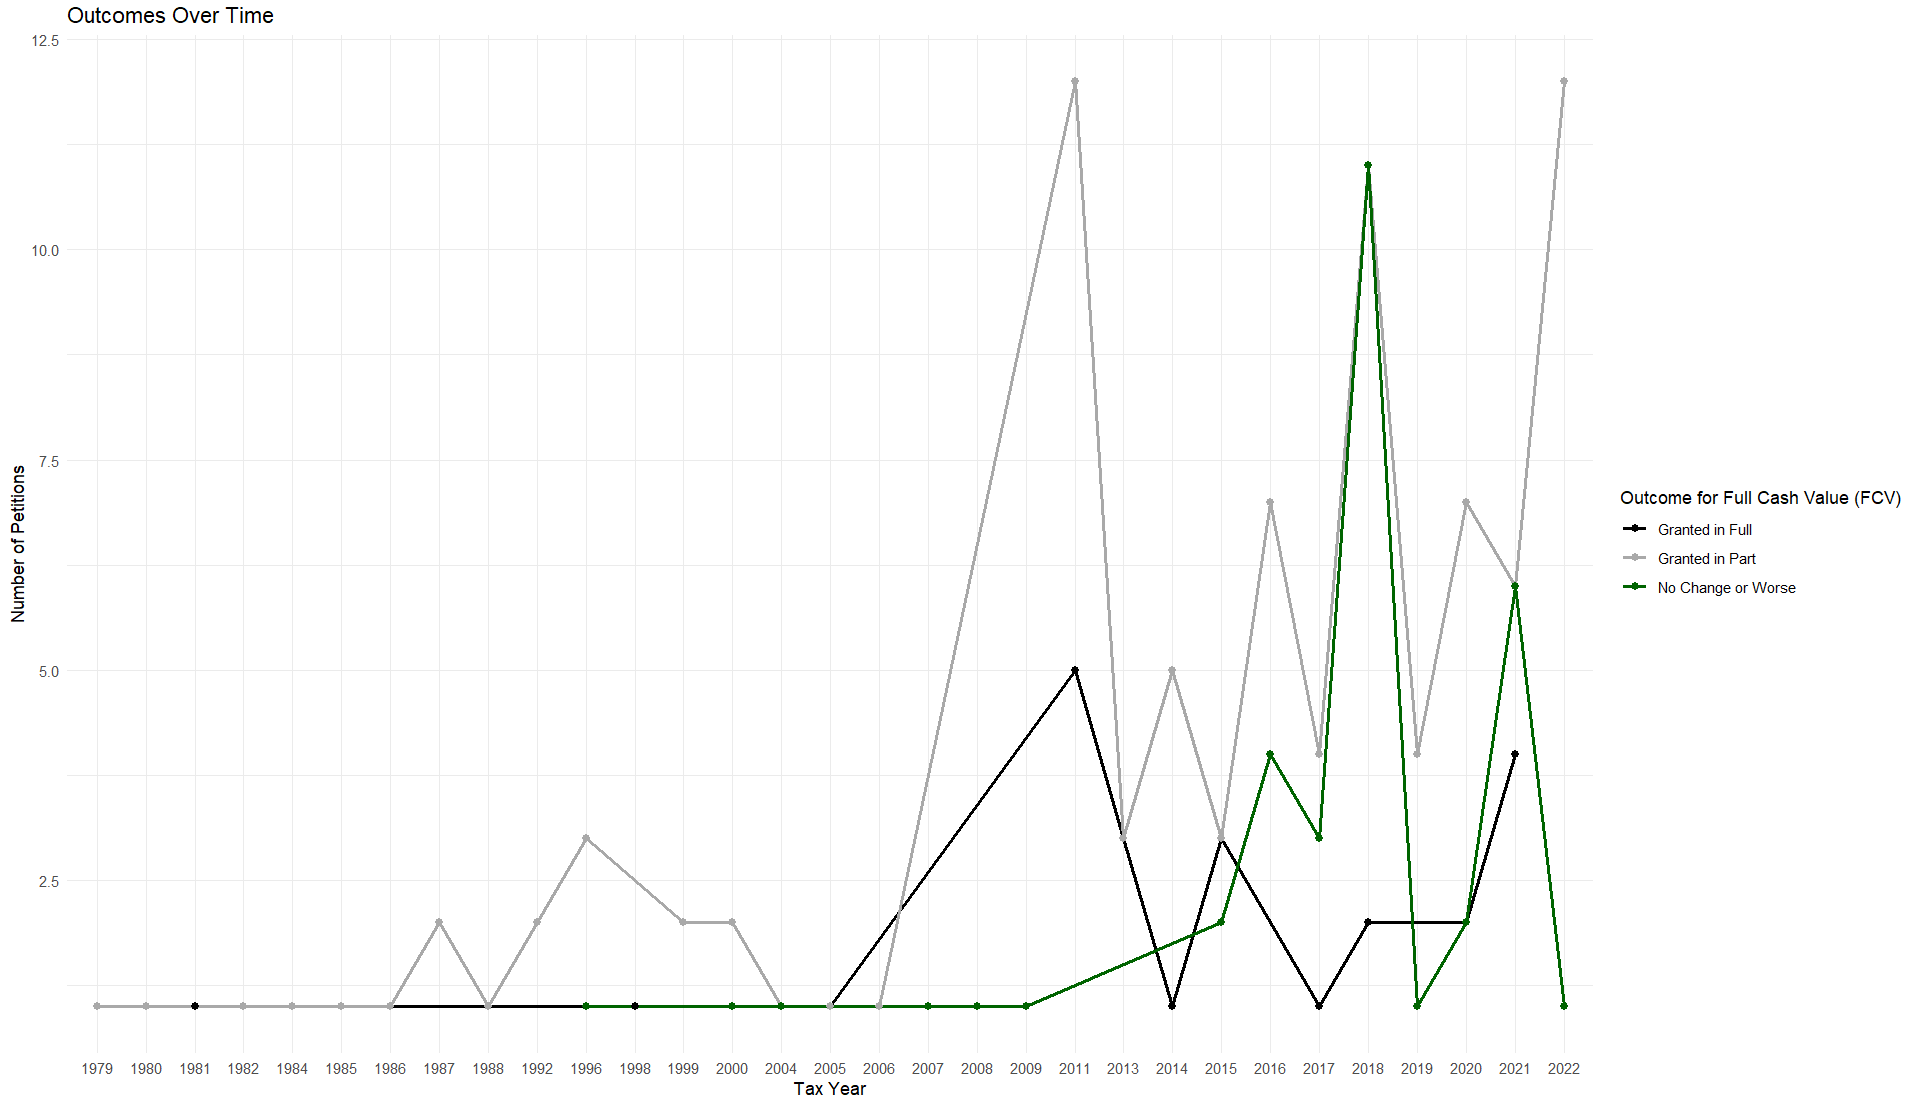 Outcomes Over Time
12.5
10.0
7.5
5.0
2.5
Number of Petitions
1979 1980 1981 1982 1984 1985 1986 1987 1988 1992 1996 1998 1999 2000 2004 2005 2006 2007 2008 2009 2011 2013 2014 2015 2016 2017 2018 2019 2020 2021 2022
Tax Year
Outcome for Full Cash Value (FCV)
Granted in Full
Granted in Part
No Change or Worse